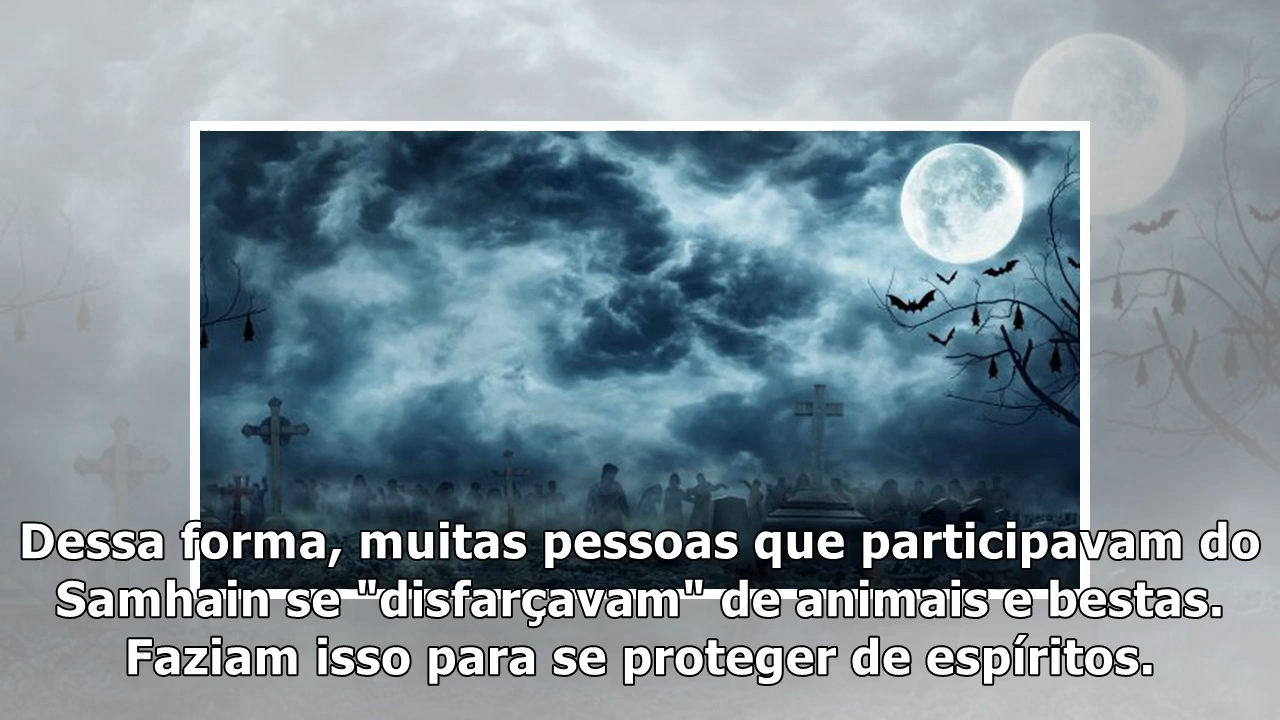 Dessa forma, muitas pessoas que participavam do
Samhain se "disfarçavam" de animais e bestas.
Faziam isso para se proteger de espíritos.